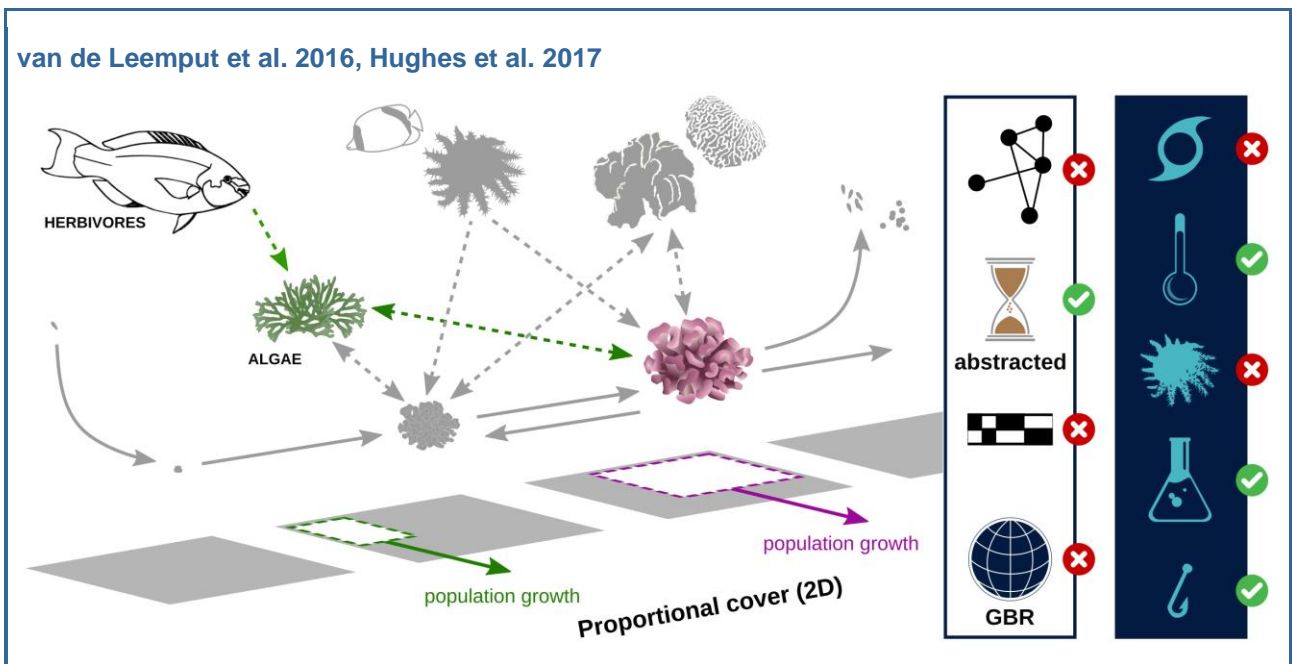 van de Leemput et al. 2016, Hughes et al. 2017
HERBIVORES
ALGAE
abstracted
population growth
population growth
Proportional cover (2D)
GBR